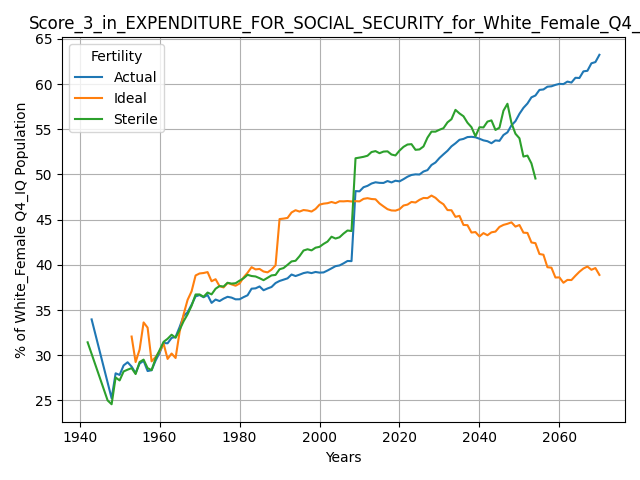 Score_3_in_EXPENDITURE_FOR_SOCIAL_SECURITY_for_White_Female_Q4_
Fertility
Actual
Ideal
Sterile
% of White_Female Q4_IQ Population
65
60
55
50
45
40
35
30
25
1940 1960 1980 2000 2020 2040 2060
Years